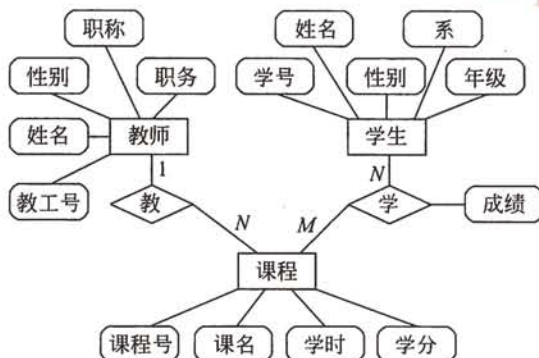 职称
姓名
系
性别
职务
学号
性别
年级
姓名
教师
学生
教工号
1
教
N
学
成绩
N
M
课程
课程号
课名
学时
学分